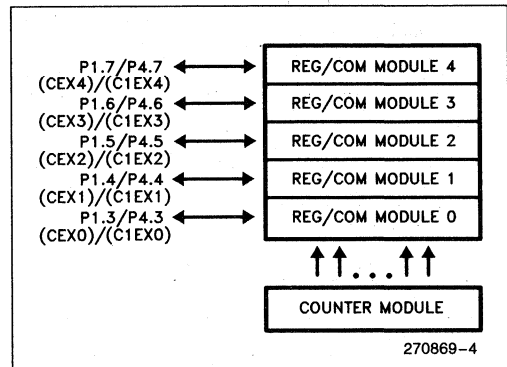 P1.7/P4.7
(CEX4)/(C1EX4)
REG/COM MODULE 4
P1.6/P4.6
(CEX3)/(C1EX3)
REG/COM MODULE 3
P1.5/P4.5
(CEX2)/(C1EX2)
REG/COM MODULE 2
P1.4/P4.4
(CEX1)/(C1EX1)
REG/COM MODULE 1
P1.3/P4.3
(CEX0)/(C1EX0)
REG/COM MODULE 0
...
COUNTER MODULE
270869-4